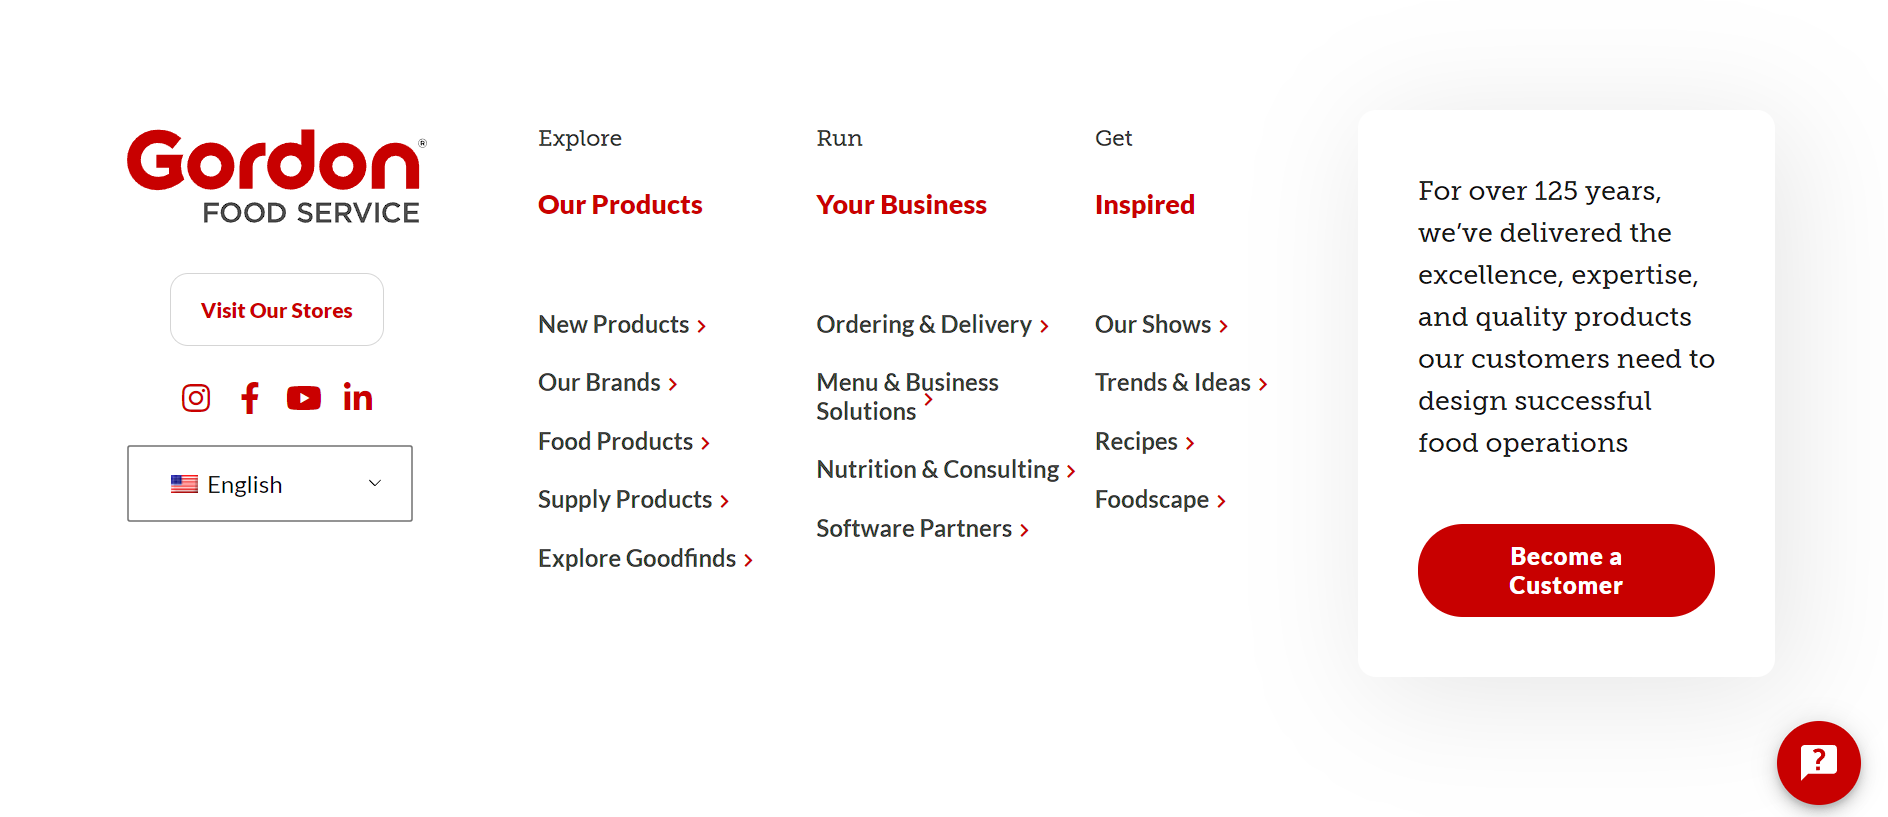 Gordon®
FOOD SERVICE
Visit Our Stores
English
Explore
Our Products
New Products
Our Brands
Food Products
Supply Products
Explore Goodfinds
Run
Your Business
Ordering & Delivery
Menu & Business
Solutions
Nutrition & Consulting
Software Partners
Get
Inspired
Our Shows
Trends & Ideas
Recipes
Foodscape
For over 125 years,
we’ve delivered the
excellence, expertise,
and quality products
our customers need to
design successful
food operations
Become a
Customer